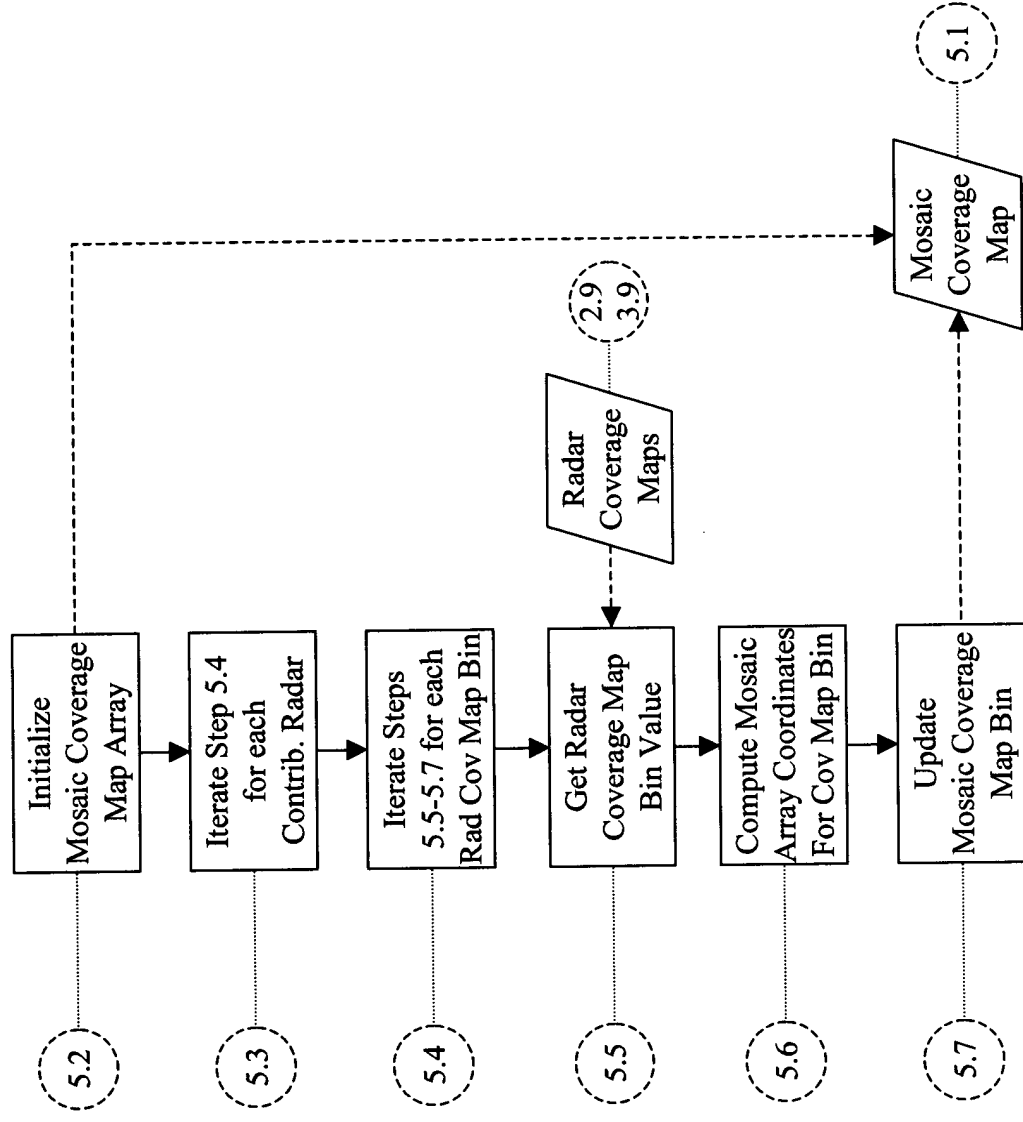 5.2
Initialize
Mosaic Coverage
Map Array
5.3
Iterate Step 5.4
for each
Contrib. Radar
5.4
Iterate Steps
5.5-5.7 for each
Rad Cov Map Bin
5.5
Get Radar
Coverage Map
Bin Value
Radar
Coverage
Maps
2.9
3.9
5.6
Compute Mosaic
Array Coordinates
For Cov Map Bin
5.7
Update
Mosaic Coverage
Map Bin
Mosaic
Coverage
Map
5.1